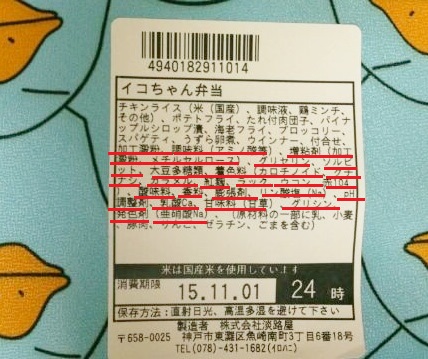 4940182911014
イコちゃん弁当
チキンライス（米（国産）、調味液、鶏ミンチ、
その他）、ポテトフライ、たれ付肉団子、パイナ
ップルシロップ漬、海老フライ、ブロッコリー、
スパゲティ、うずら卵煮、ウインナー、付合せ、
加工澱粉、調味料（アミノ酸等）、増粘剤（加工
澱粉、メチルセルロース）、グリセリン、ソルビ
ット、大豆多糖類、着色料（カロチノイド、クチ
ナシ、カラメル、紅麹、ラック、ウコン、赤104
、酸味料、香料、膨張剤、リン酸塩（Na）、pH
調整剤、乳酸Ca、甘味料（甘草）、グリシン、
発色剤（亜硝酸Na）、（原材料の一部に乳、小麦
、豚肉、りんご、ゼラチン、ごまを含む）
米は国産米を使用しています
消費期限 15.11.01 24 時
保存方法：直射日光、高温多湿を避けて下さい
製造者 株式会社淡路屋
〒658-0025 神戸市東灘区魚崎南町3丁目6番18号
TEL(078)-431-1682